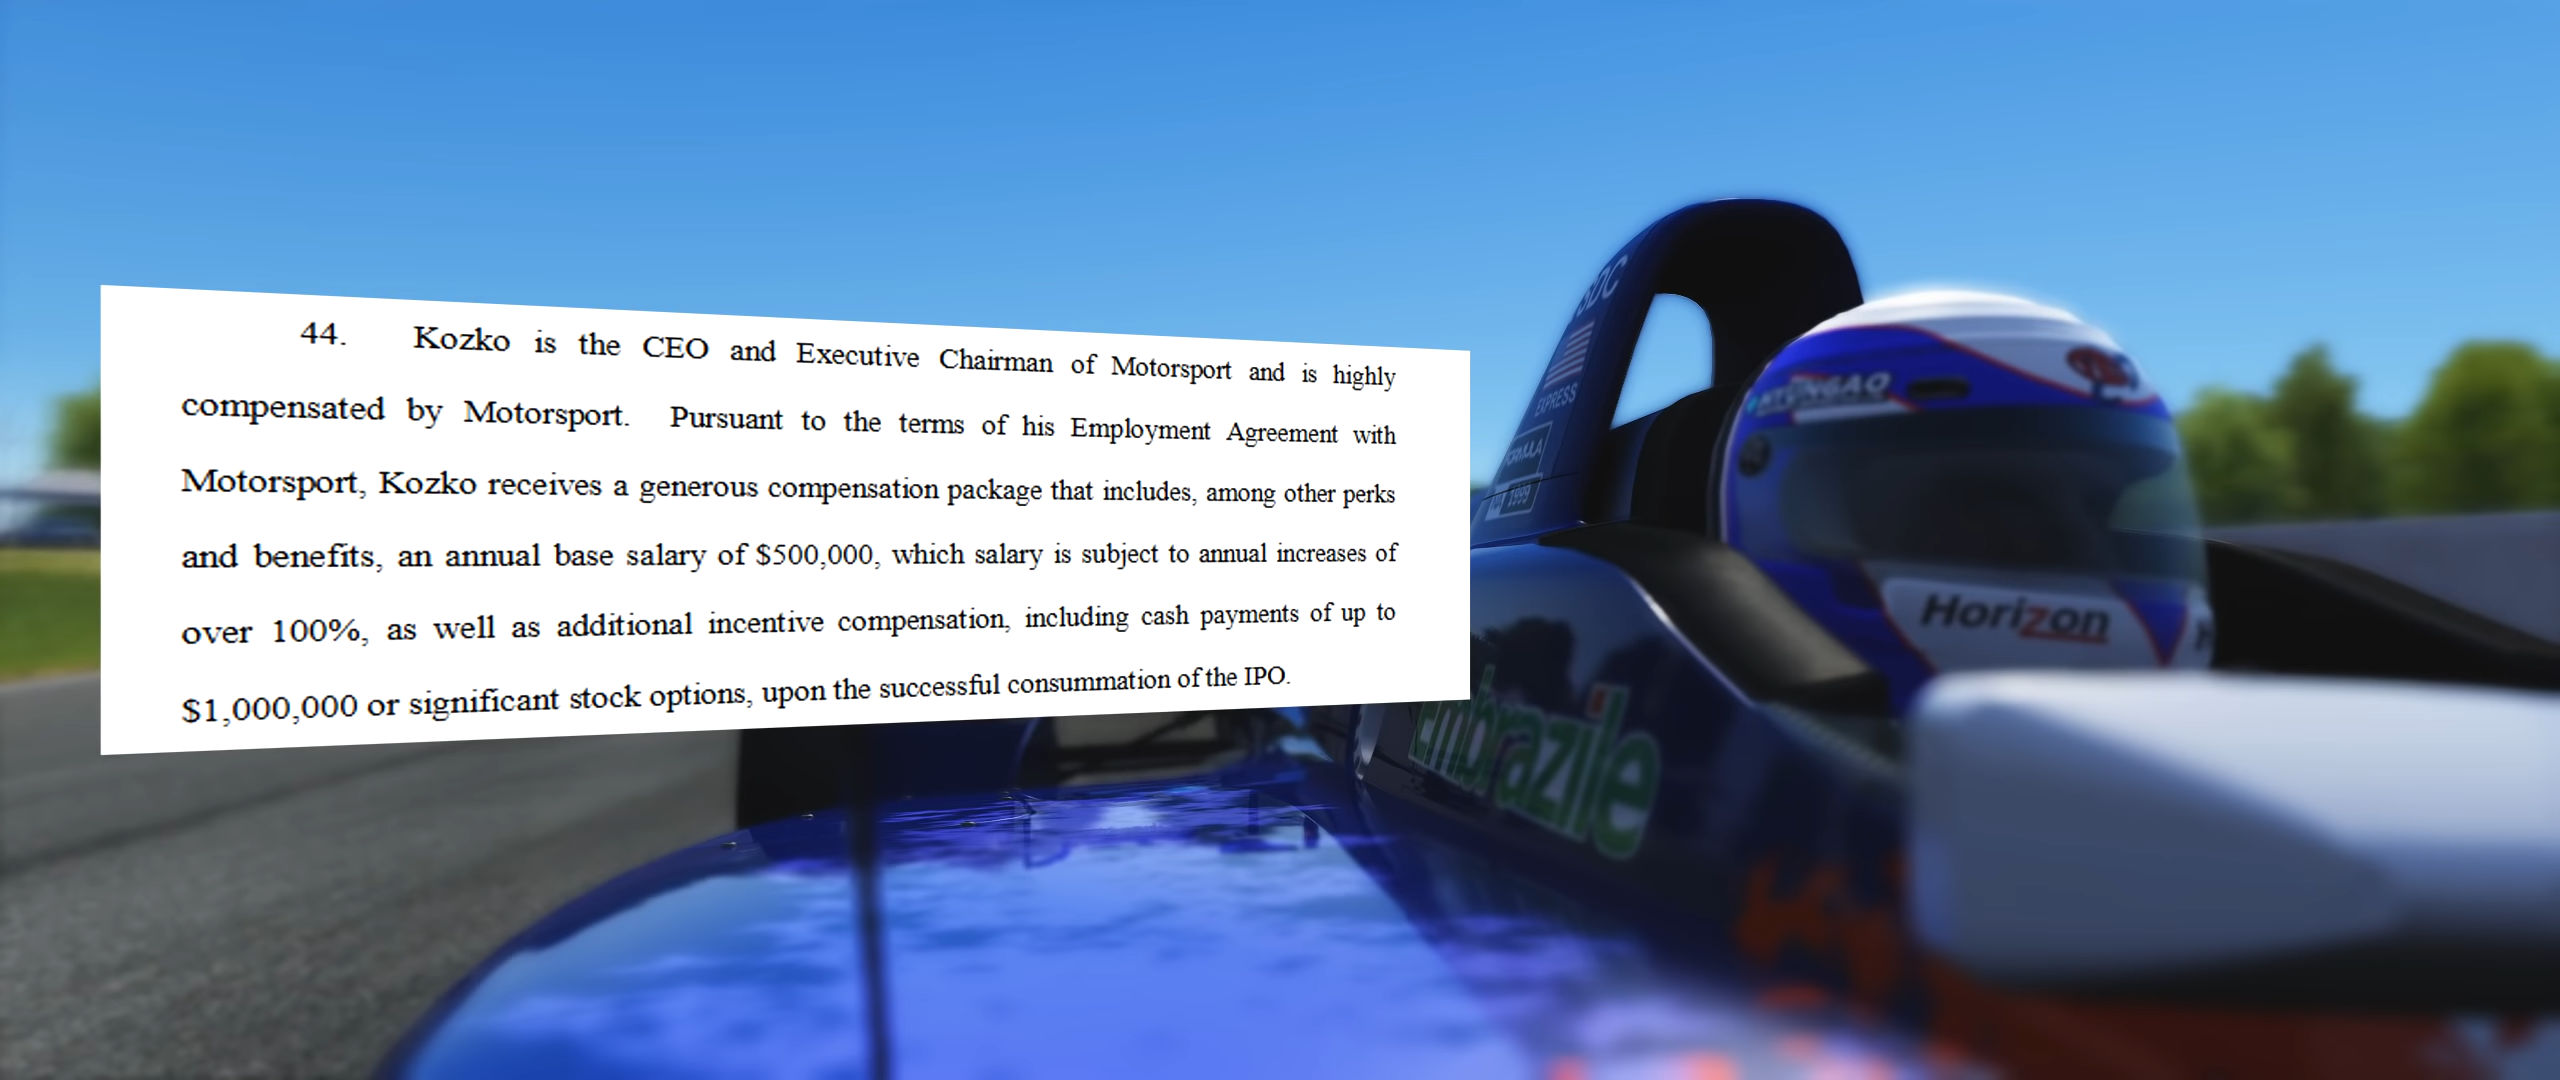 44. Kozko is the CEO and Executive Chairman of Motorsport and is highly
compensated by Motorsport. Pursuant to the terms of his Employment Agreement with
Motorsport, Kozko receives a generous compensation package that includes, among other perks
and benefits, an annual base salary of $500,000, which salary is subject to annual increases of
over 100%, as well as additional incentive compensation, including cash payments of up to
$1,000,000 or significant stock options, upon the successful consummation of the IPO.
EXPRESS
FORMULA
1999
Horizon
Embrazile